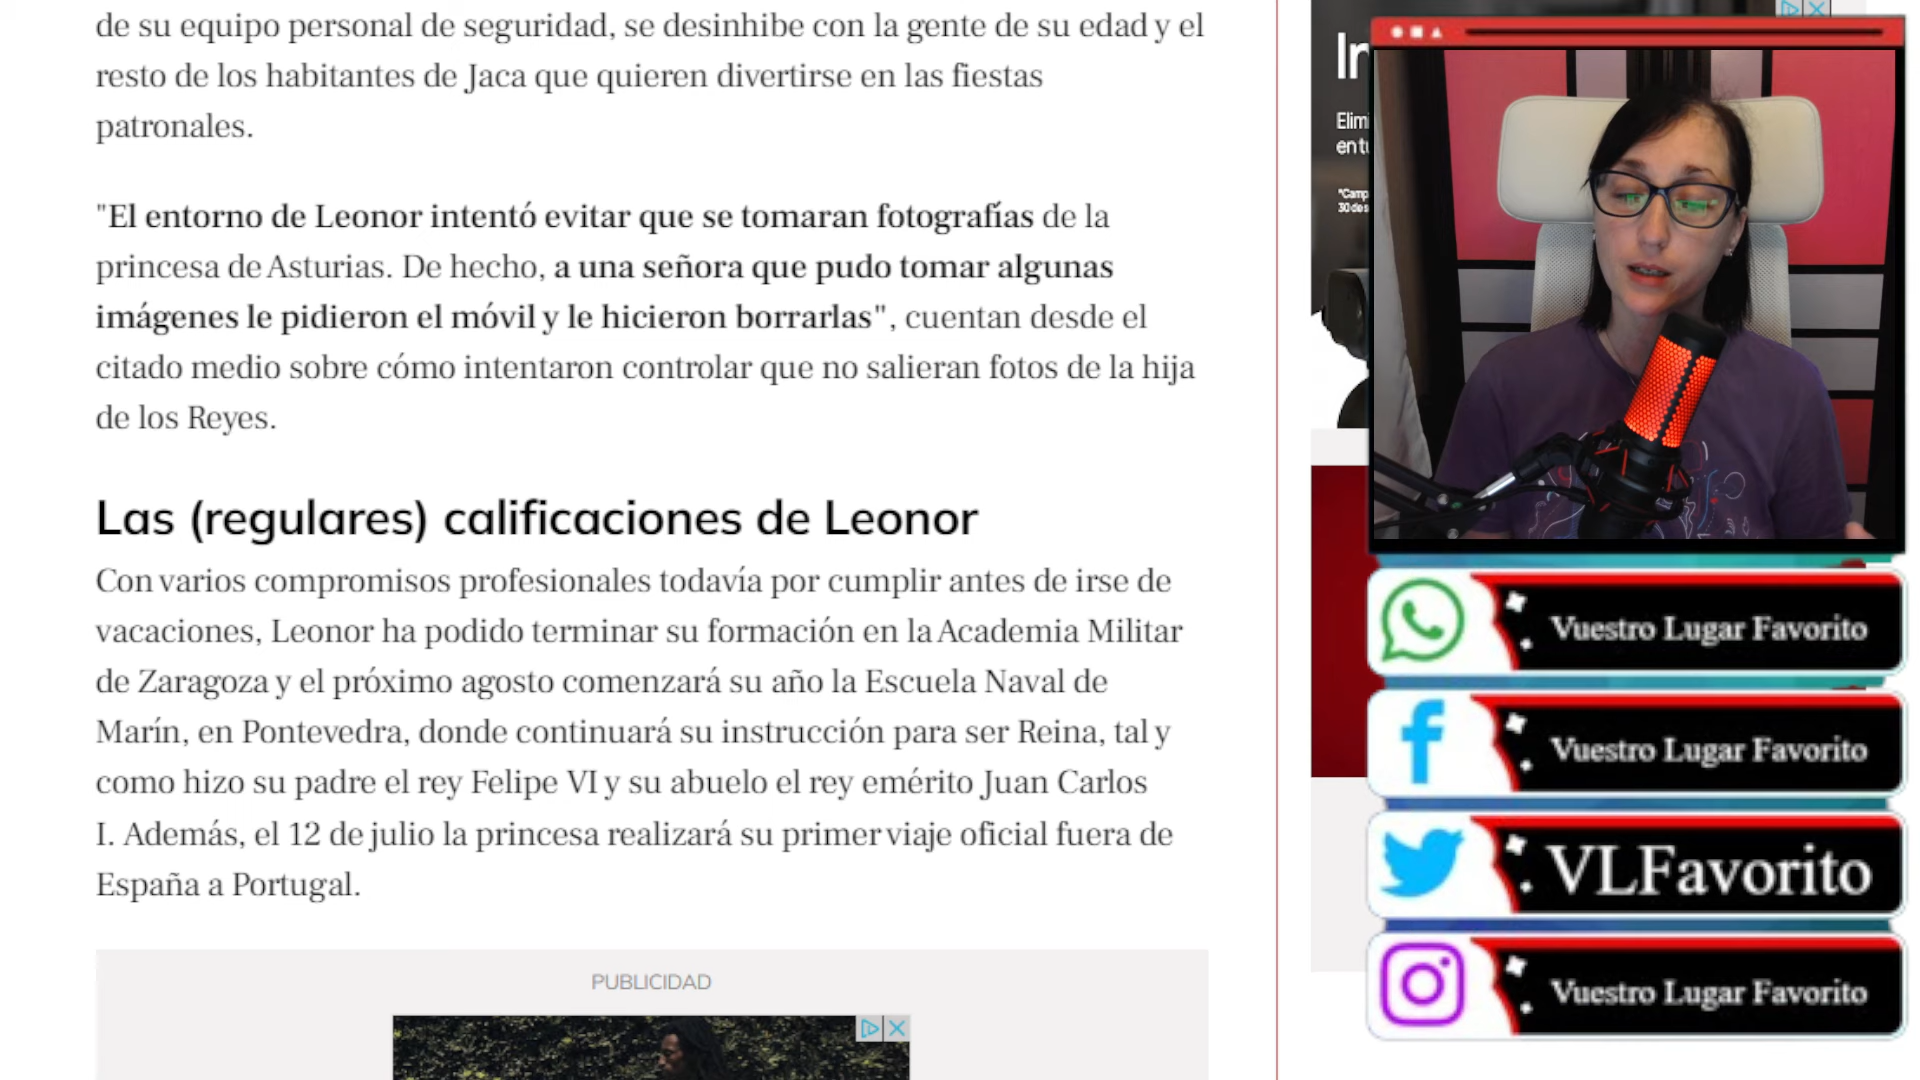 de su equipo personal de seguridad, se desinhibe con la gente de su edad y el
resto de los habitantes de Jaca que quieren divertirse en las fiestas
patronales.
"El entorno de Leonor intentó evitar que se tomaran fotografías de la
princesa de Asturias. De hecho, a una señora que pudo tomar algunas
imágenes le pidieron el móvil y le hicieron borrarlas", cuentan desde el
citado medio sobre cómo intentaron controlar que no salieran fotos de la hija
de los Reyes.
Las (regulares) calificaciones de Leonor
Con varios compromisos profesionales todavía por cumplir antes de irse de
vacaciones, Leonor ha podido terminar su formación en la Academia Militar
de Zaragoza y el próximo agosto comenzará su año la Escuela Naval de
Marín, en Pontevedra, donde continuará su instrucción para ser Reina, tal y
como hizo su padre el rey Felipe VI y su abuelo el rey emérito Juan Carlos
I. Además, el 12 de julio la princesa realizará su primer viaje oficial fuera de
España a Portugal.
PUBLICIDAD
Vuestro Lugar Favorito
Vuestro Lugar Favorito
VLFavorito
Vuestro Lugar Favorito